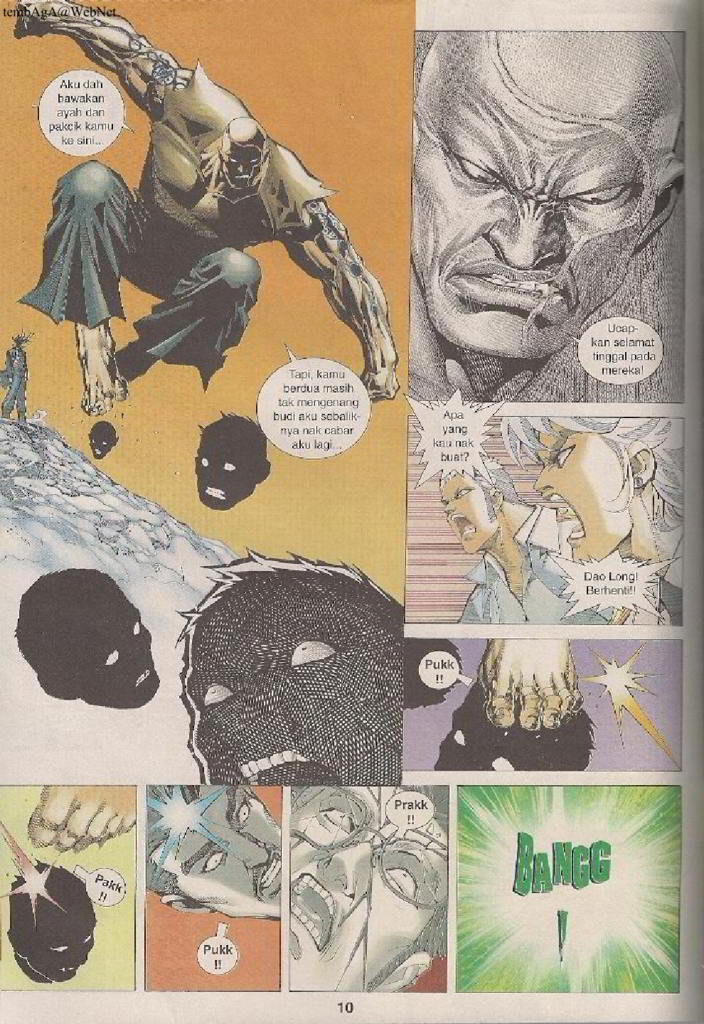 tembAgA@WebNet
Aku dah
bawakan
ayah dan
pakcik kamu
ke sini...
Tapi, kamu
berdua masih
tak mengenang
budi aku sebalik-
nya nak cabar
aku lagi...
Ucap-
kan selamat
tinggal pada
mereka!
Apa
yang
kau nak
buat?
Dao Long!
Berhenti!!
Pukk
!!
Pakk
!!
Pukk
!!
Prakk
!!
BANGG
!
10